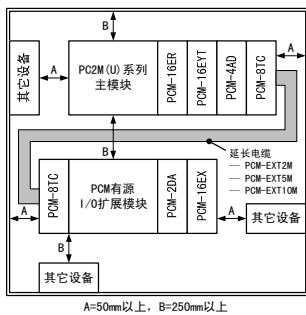 B
其它设备
A
PC2M(U)系列
主模块
PCM-16ER
PCM-16EYT
PCM-4AD
PCM-8TC
A
B
延长电缆
— PCM-EXT2M
— PCM-EXT5M
— PCM-EXT10M
PCM-8TC
PCM有源
I/O扩展模块
PCM-2DA
PCM-16EX
A
A
其它设备
B
其它设备
A=50mm以上，B=250mm以上